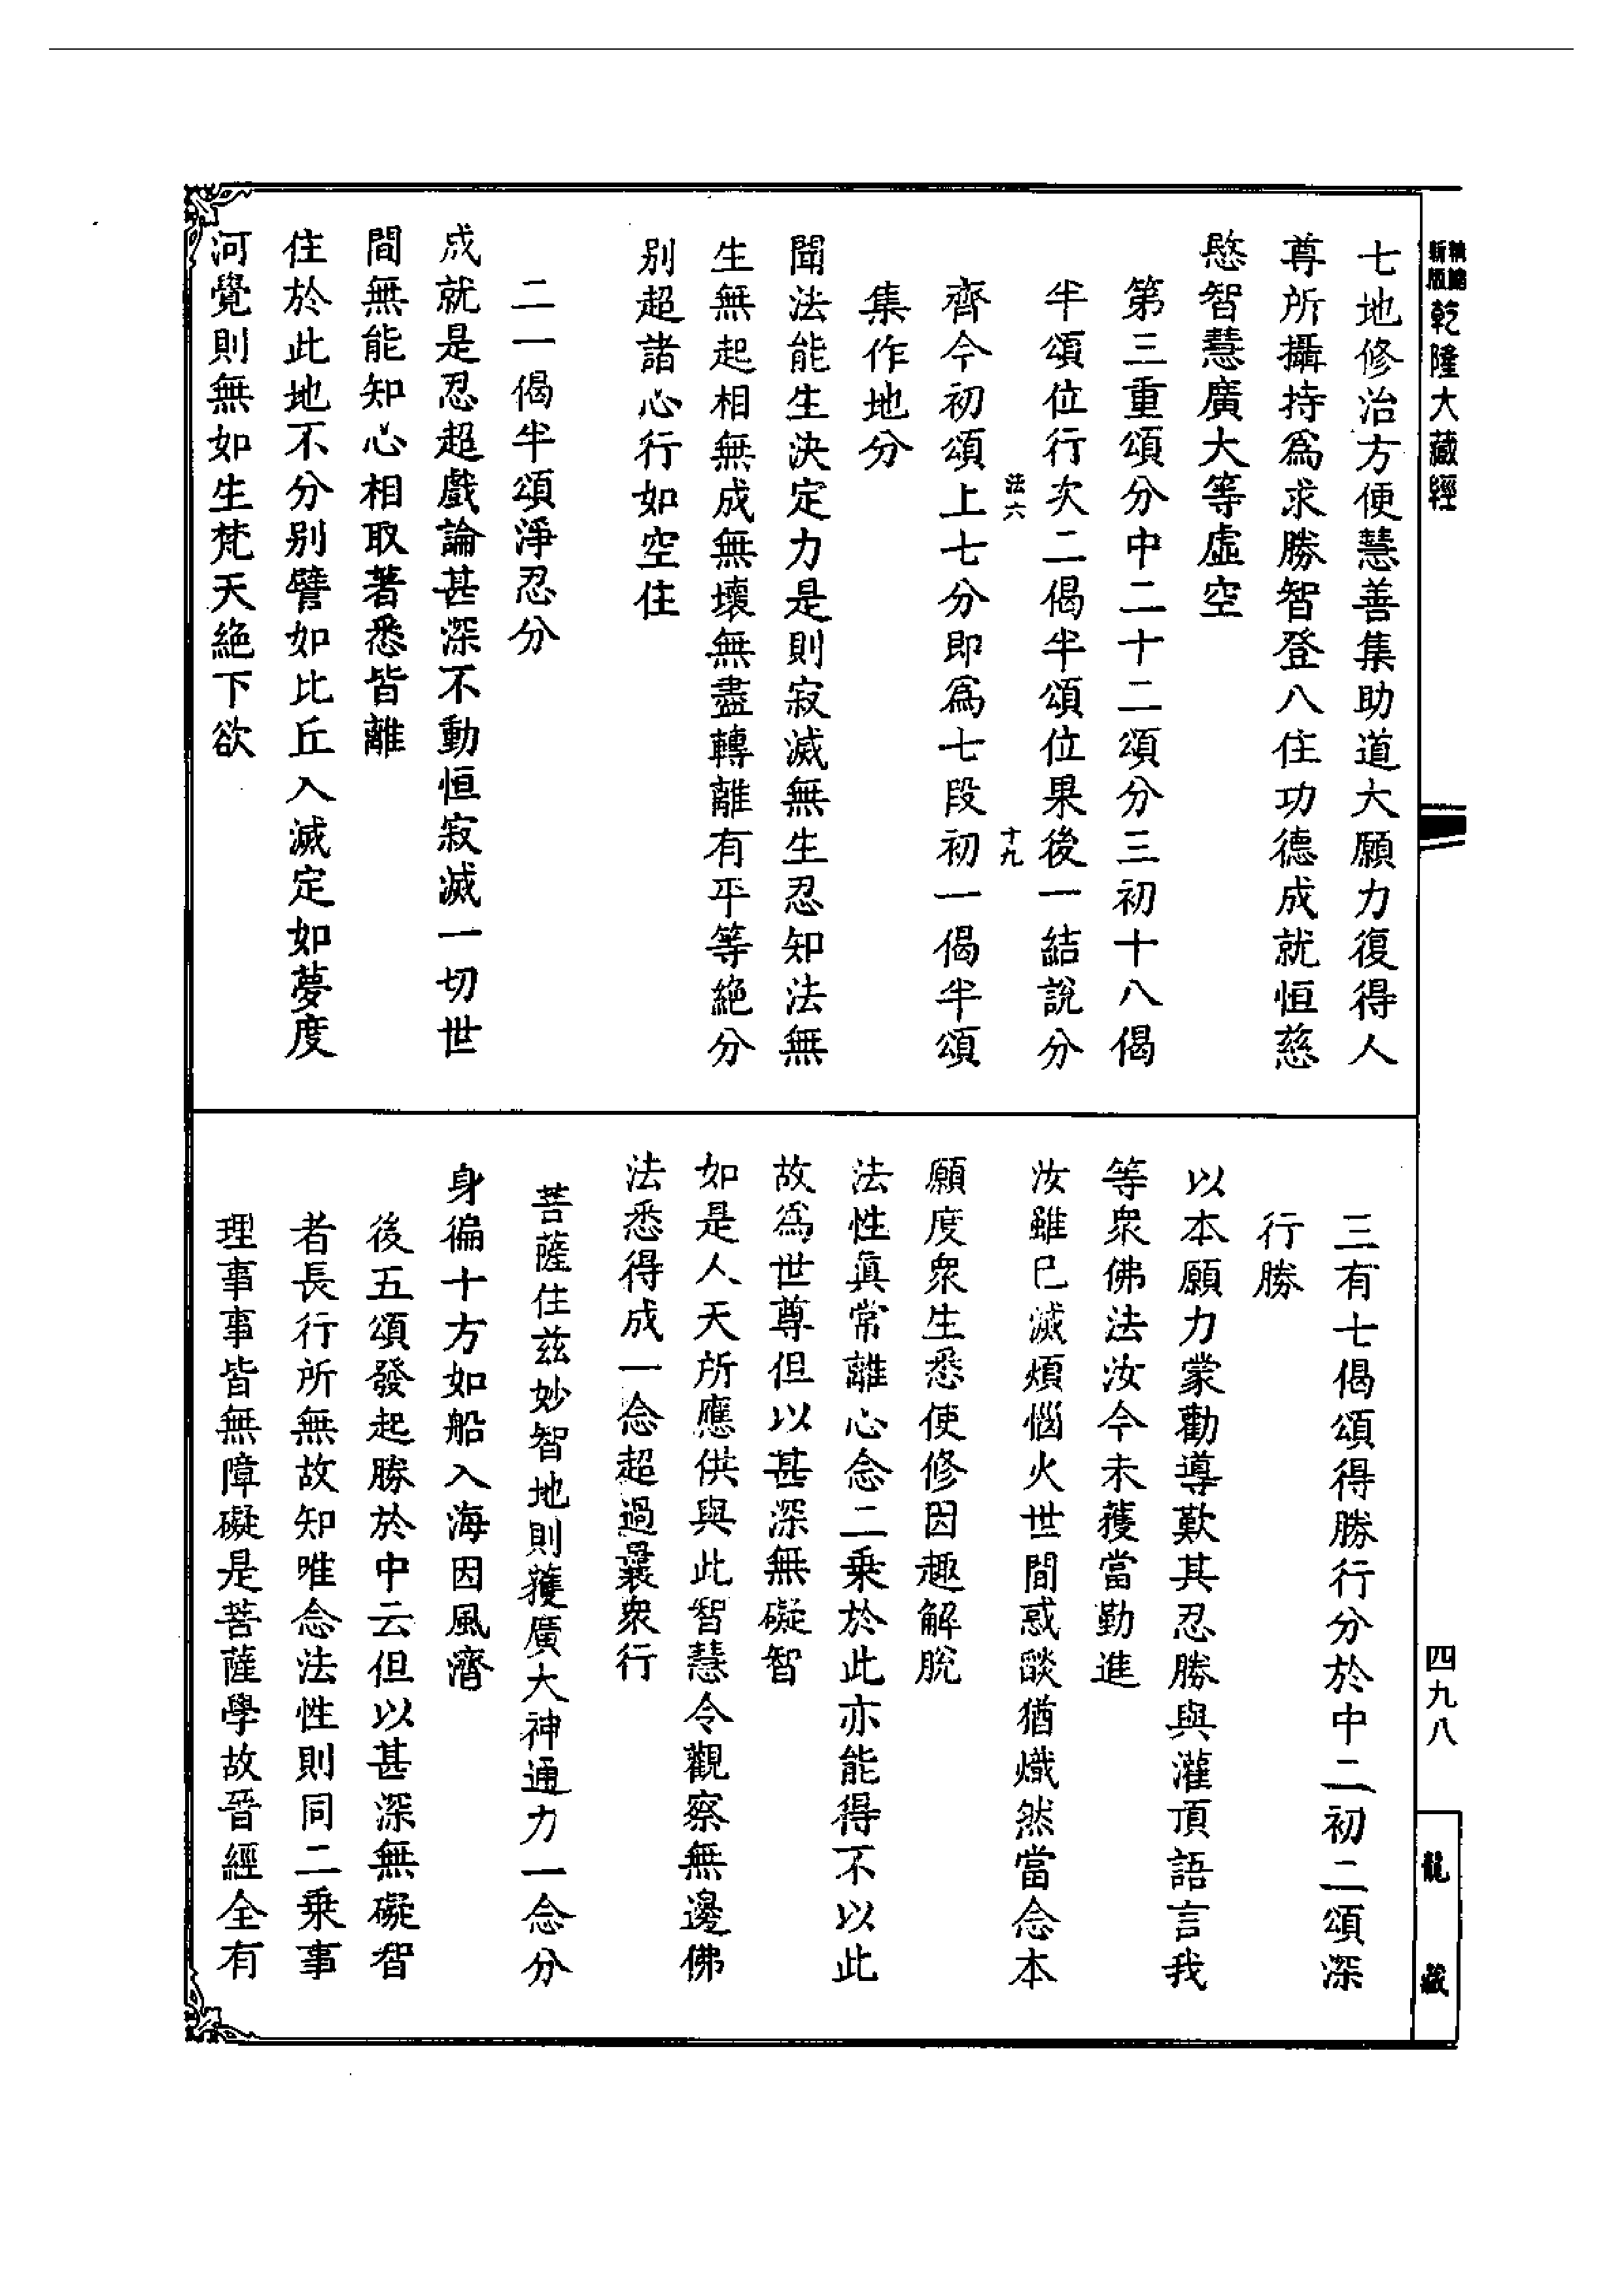 新版
乾隆大藏經
七地修治方便慧善集助道大願力復得人
尊所攝持爲求勝智登八住功德成就恒慈
愍智慧廣大等虛空
第三重頌分中二十二頌分三初十八偈
半頌位行次二偈半頌位果後一結說分
法六
十九
齊今初頌上七分即爲七段初一偈半頌
集作地分
聞法能生決定力是則寂滅無生忍知法無
生無起相無成無壞無盡轉離有平等絕分
別超諸心行如空住
二一偈半頌淨忍分
成就是忍超戲論甚深不動恒寂滅一切世
間無能知心相取著悉皆離
住於此地不分別譬如比丘入滅定如夢度
河覺則無如生梵天絕下欲
三有七偈頌得勝行分於中二初二頌深
行勝
以本願力蒙勸導歎其忍勝與灌頂語言我
等衆佛法汝今未獲當勤進
汝雖已滅煩惱火世間惑燄猶熾然當念本
願度衆生悉使修因趣解脫
法性眞常離心念二乘於此亦能得不以此
故爲世尊但以甚深無礙智
如是人天所應供與此智慧令觀察無邊佛
法悉得成一念超過曩衆行
菩薩住兹妙智地則獲廣大神通力一念分
身徧十方如船入海因風濟
後五頌發起勝於中云但以甚深無礙智
者長行所無故知唯念法性則同二乘事
理事事皆無障礙是菩薩學故晉經全有
四九八
龍藏